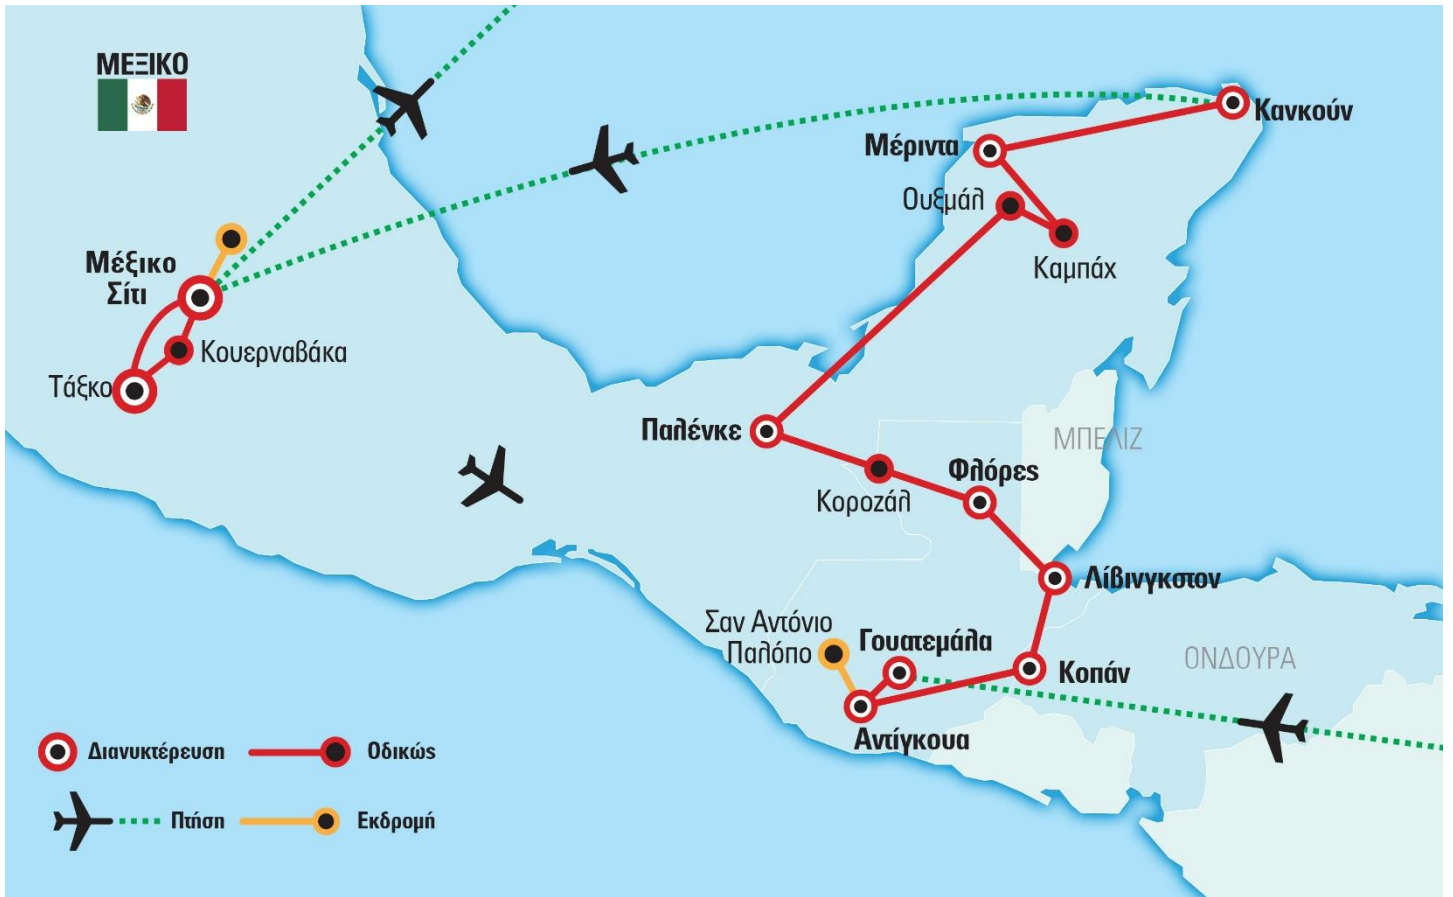 ΜΕΞΙΚΟ
Κανκούν
Μέριντα
Ουξμάλ
Καμπάχ
Μέξικο
Σίτι
Κουερναβάκα
Τάξκο
Παλένκε
ΜΠΕΛΙΖ
Φλόρες
Κοροζάλ
Λίβινγκστον
Σαν Αντόνιο
Παλόπο
Γουατεμάλα
ΟΝΔΟΥΡΑ
Κοπάν
Αντίγκουα
Διανυκτέρευση
Οδικώς
Πτήση
Εκδρομή